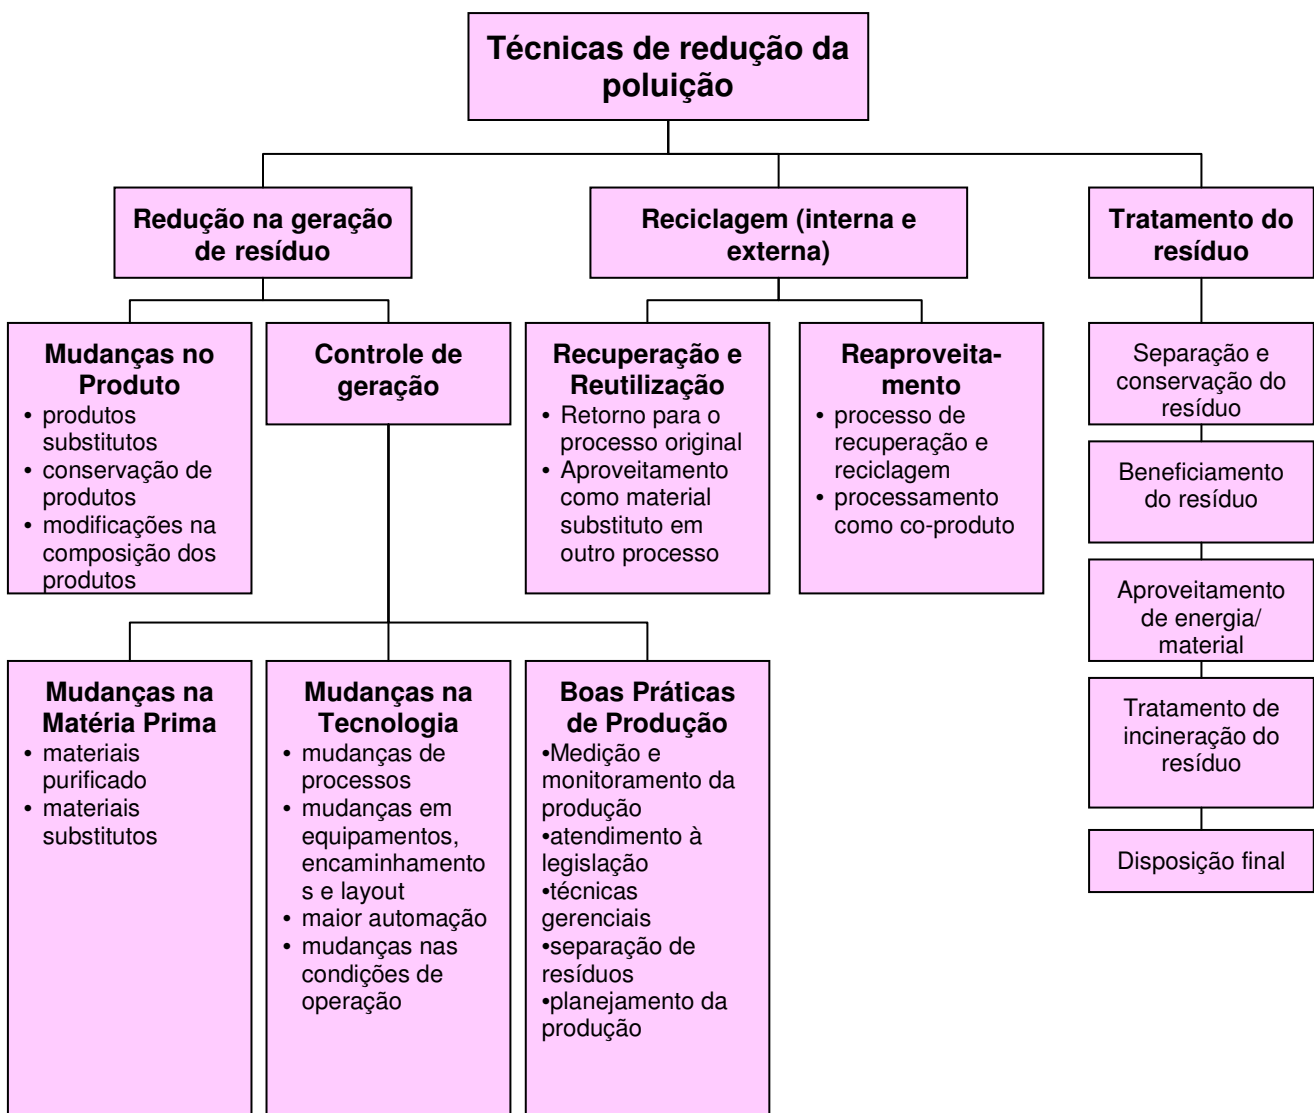 Técnicas de redução da
poluição
Redução na geração
de resíduo
Reciclagem (interna e
externa)
Tratamento do
resíduo
Mudanças no
Produto
• produtos
substitutos
• conservação de
produtos
• modificações na
composição dos
produtos
Controle de
geração
Recuperação e
Reutilização
• Retorno para o
processo original
• Aproveitamento
como material
substituto em
outro processo
Reaproveita-
mento
• processo de
recuperação e
reciclagem
• processamento
como co-produto
Separação e
conservação do
resíduo
Beneficiamento
do resíduo
Aproveitamento
de energia/
material
Tratamento de
incineração do
resíduo
Disposição final
Mudanças na
Matéria Prima
• materiais
purificado
• materiais
substitutos
Mudanças na
Tecnologia
• mudanças de
processos
• mudanças em
equipamentos,
encaminhamento
s e layout
• maior automação
• mudanças nas
condições de
operação
Boas Práticas
de Produção
•Medição e
monitoramento da
produção
•atendimento à
legislação
•técnicas
gerenciais
•separação de
resíduos
•planejamento da
produção